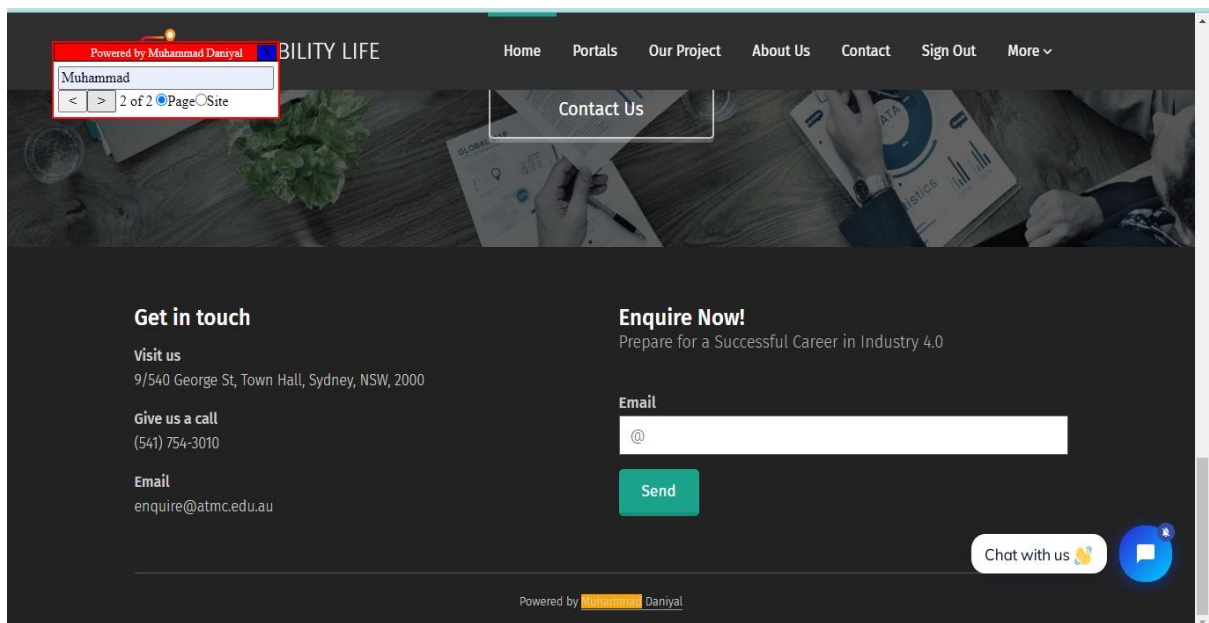 Powered by Muhammad Daniyal X
Muhammad
< > 2 of 2 Page Site
BILITY LIFE
Home Portals Our Project About Us Contact Sign Out More
Contact Us
GLOBAL
DATA
istics
Get in touch
Visit us
9/540 George St, Town Hall, Sydney, NSW, 2000
Give us a call
(541) 754-3010
Email
enquire@atmc.edu.au
Enquire Now!
Prepare for a Successful Career in Industry 4.0
Email
@
Send
Chat with us 👋
Powered by Muhammad Daniyal